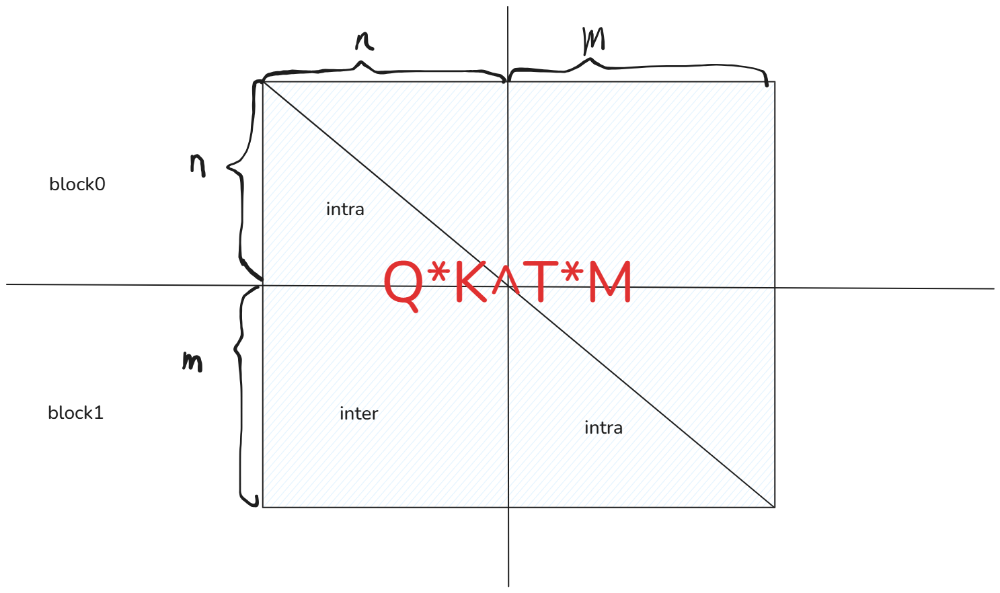 n
M
n
block0
intra
Q*K^T*M
m
block1
inter
intra